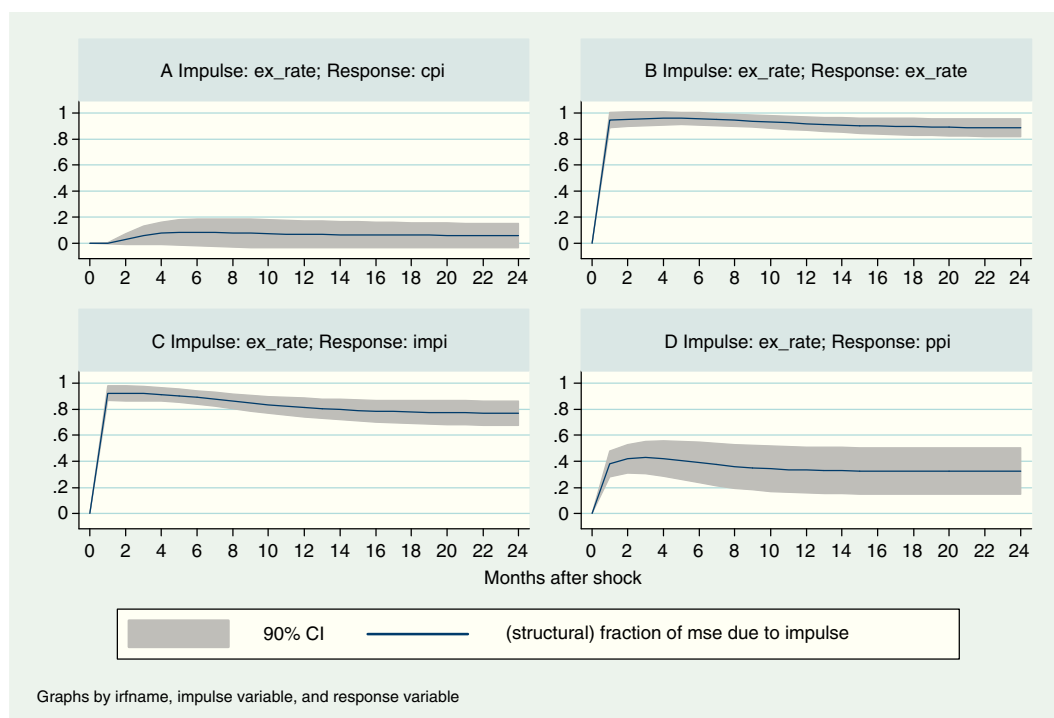 A Impulse: ex_rate; Response: cpi
B Impulse: ex_rate; Response: ex_rate
1
.8
.6
.4
.2
0
0 2 4 6 8 10 12 14 16 18 20 22 24
1
.8
.6
.4
.2
0
0 2 4 6 8 10 12 14 16 18 20 22 24
C Impulse: ex_rate; Response: impi
D Impulse: ex_rate; Response: ppi
1
.8
.6
.4
.2
0
0 2 4 6 8 10 12 14 16 18 20 22 24
1
.8
.6
.4
.2
0
0 2 4 6 8 10 12 14 16 18 20 22 24
Months after shock
90% CI (structural) fraction of mse due to impulse
Graphs by irfname, impulse variable, and response variable